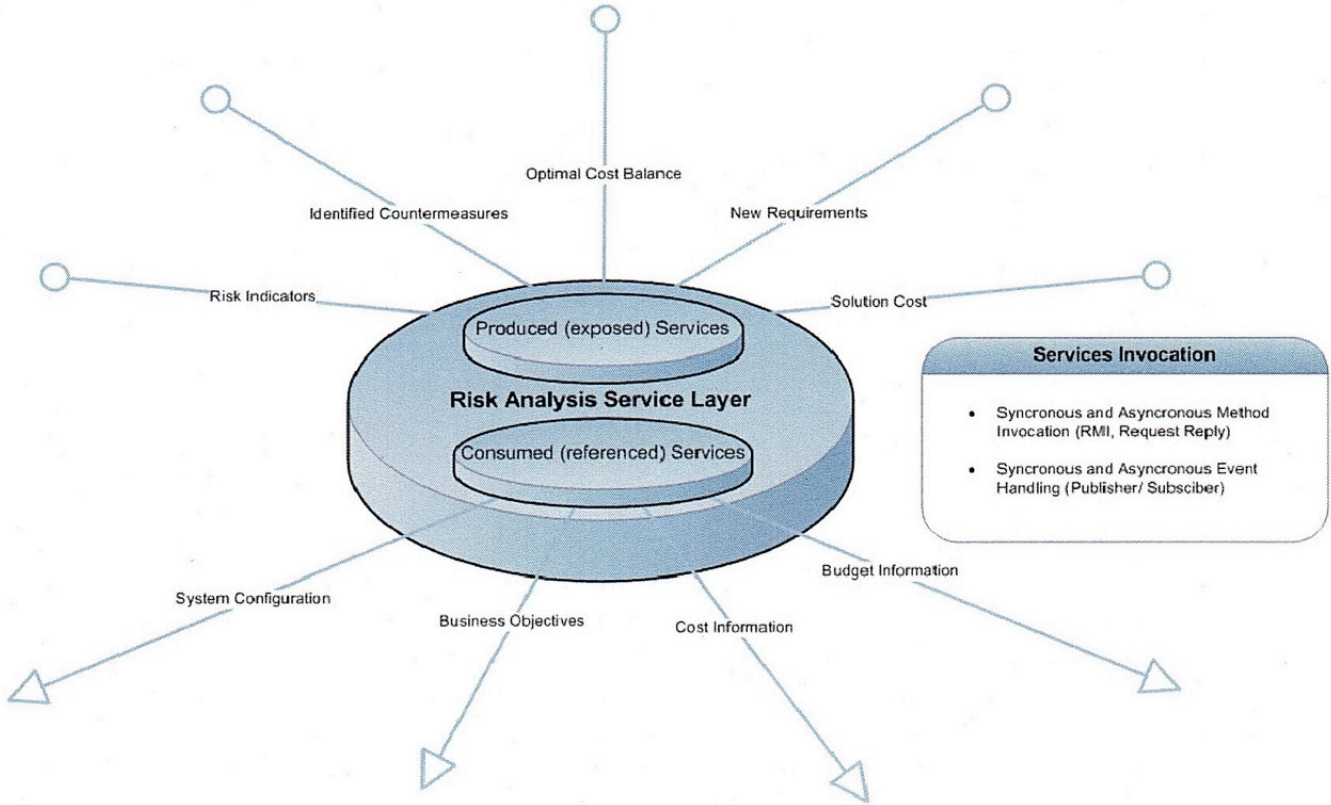 Optimal Cost Balance
Identified Countermeasures
New Requirements
Risk Indicators
Solution Cost
Produced (exposed) Services
Services Invocation
Risk Analysis Service Layer
• Syncronous and Asyncronous Method
Invocation (RMI, Request Reply)
Consumed (referenced) Services
• Syncronous and Asyncronous Event
Handling (Publisher/ Subsciber)
Budget Information
System Configuration
Business Objectives
Cost Information